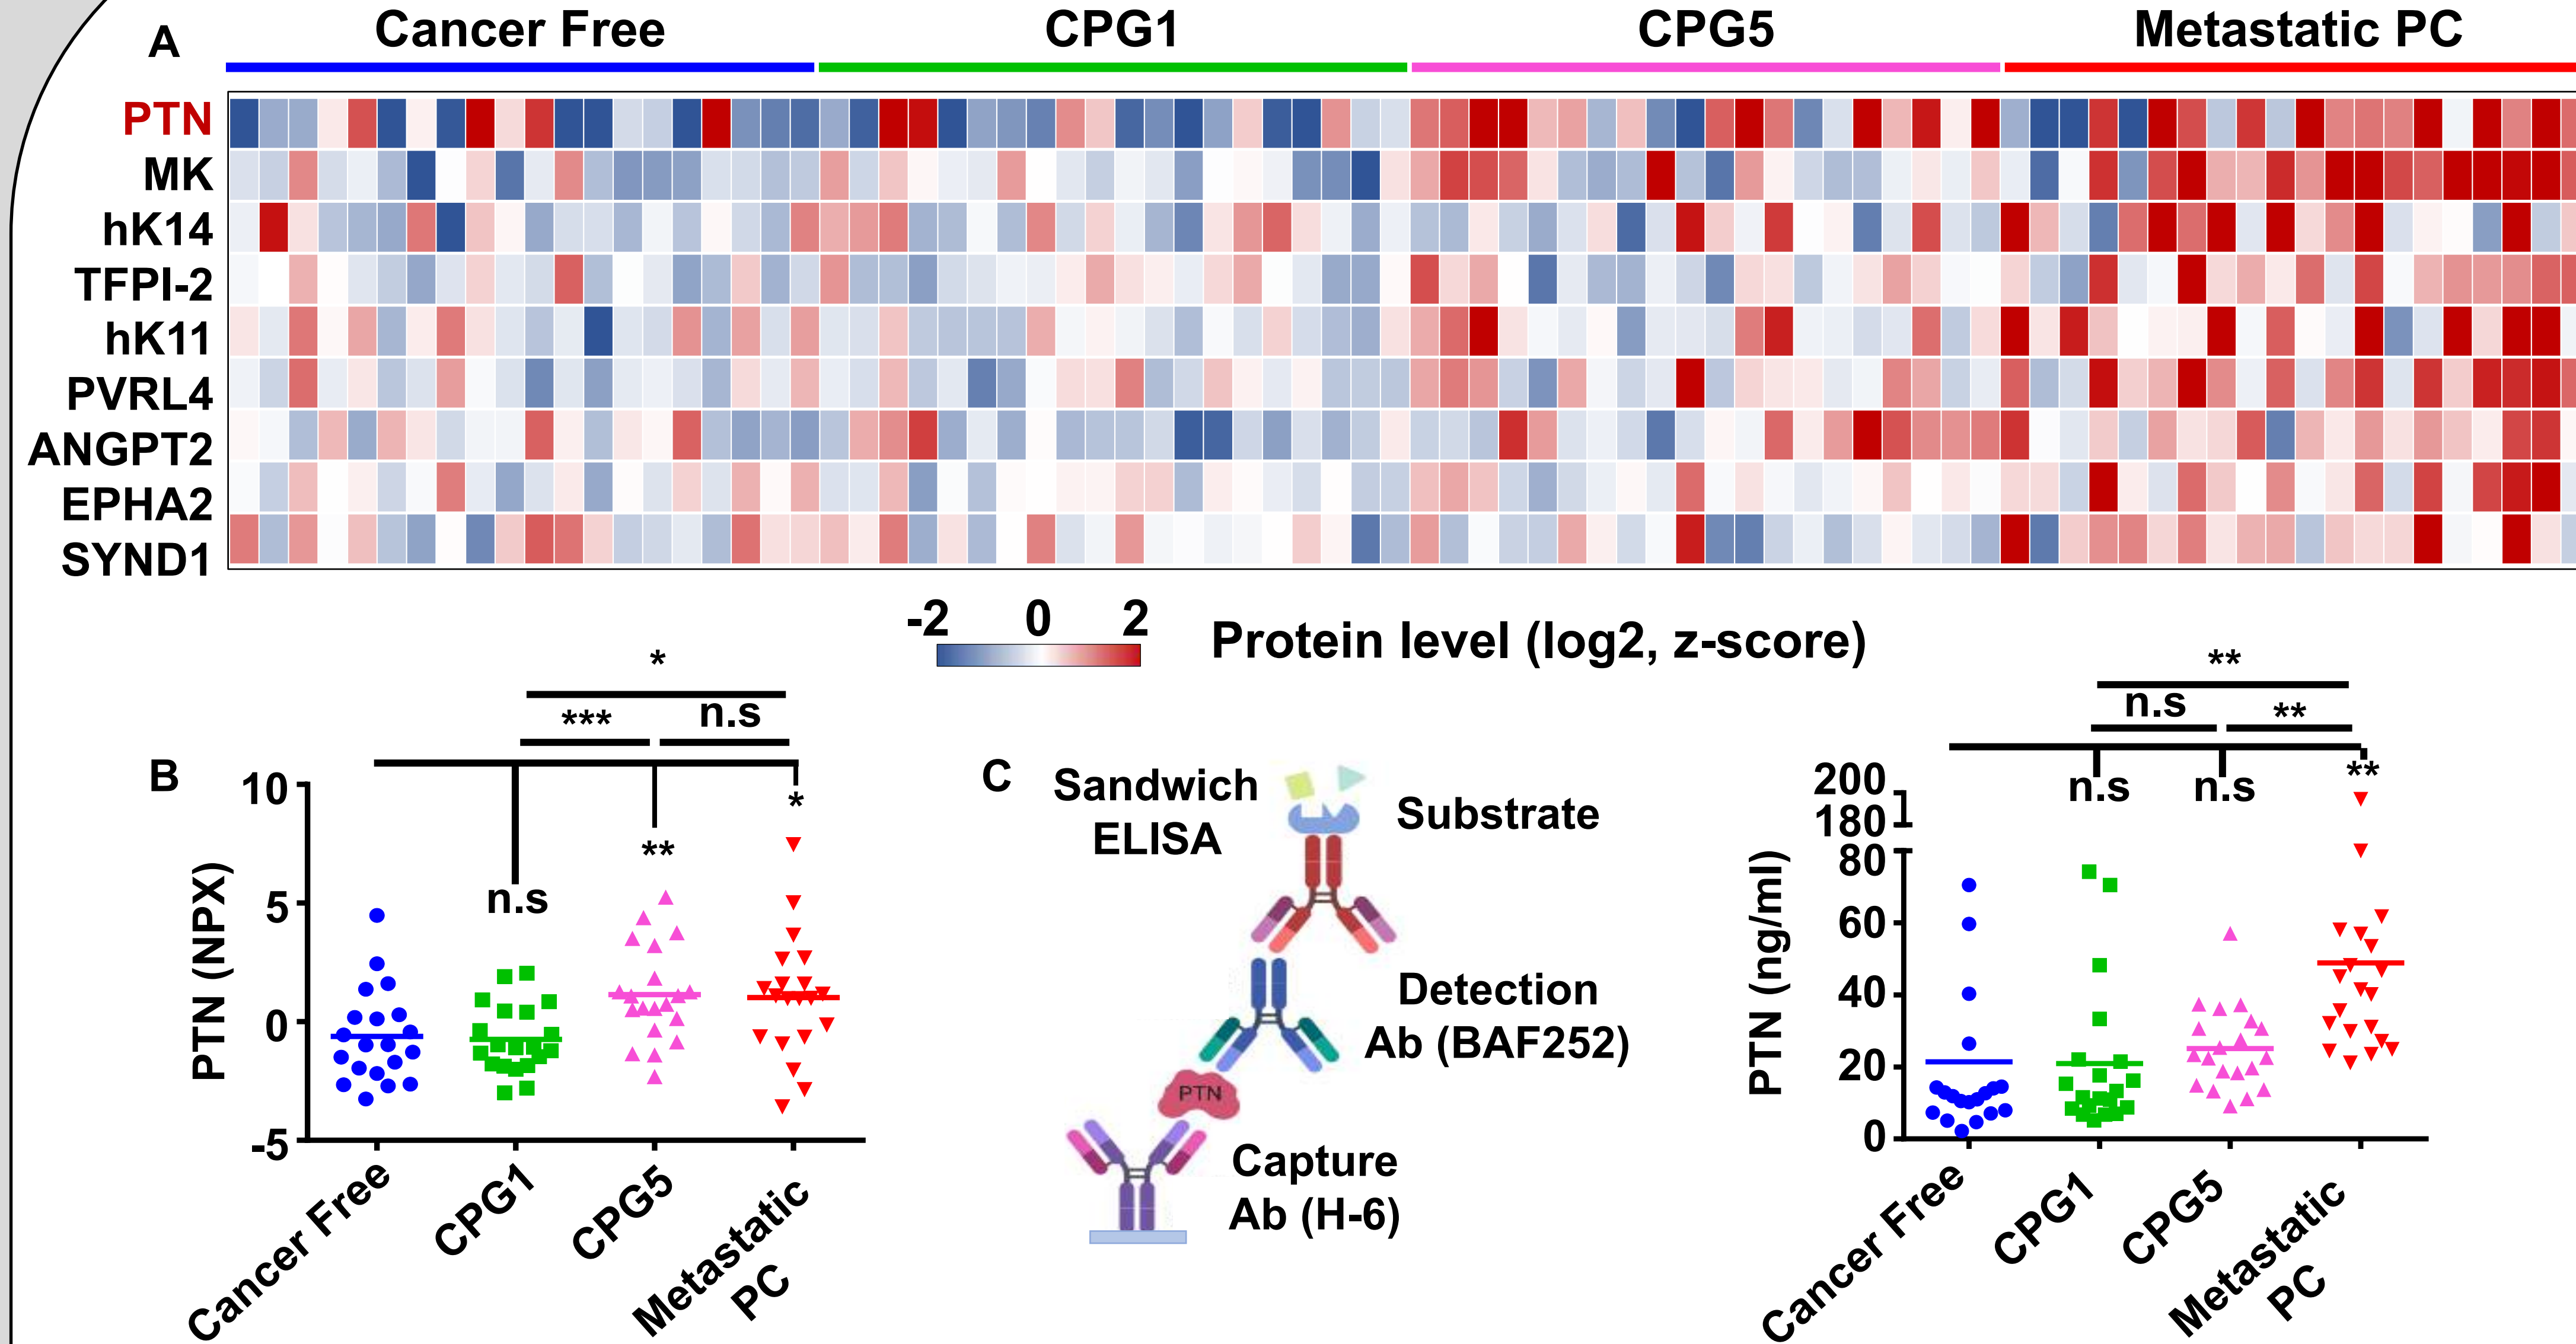 A
Cancer Free
CPG1
CPG5
Metastatic PC
PTN
MK
hK14
TFPI-2
hK11
PVRL4
ANGPT2
EPHA2
SYND1
-2 0 2
Protein level (log2, z-score)
B
*
***
n.s
*
**
n.s
PTN (NPX)
10
5
0
-5
Cancer Free
CPG1
CPG5
Metastatic
PC
C
Sandwich
ELISA
Substrate
Detection
Ab (BAF252)
PTN
Capture
Ab (H-6)
**
n.s
**
n.s
n.s
**
PTN (ng/ml)
200
180
80
60
40
20
0
Cancer Free
CPG1
CPG5
Metastatic
PC